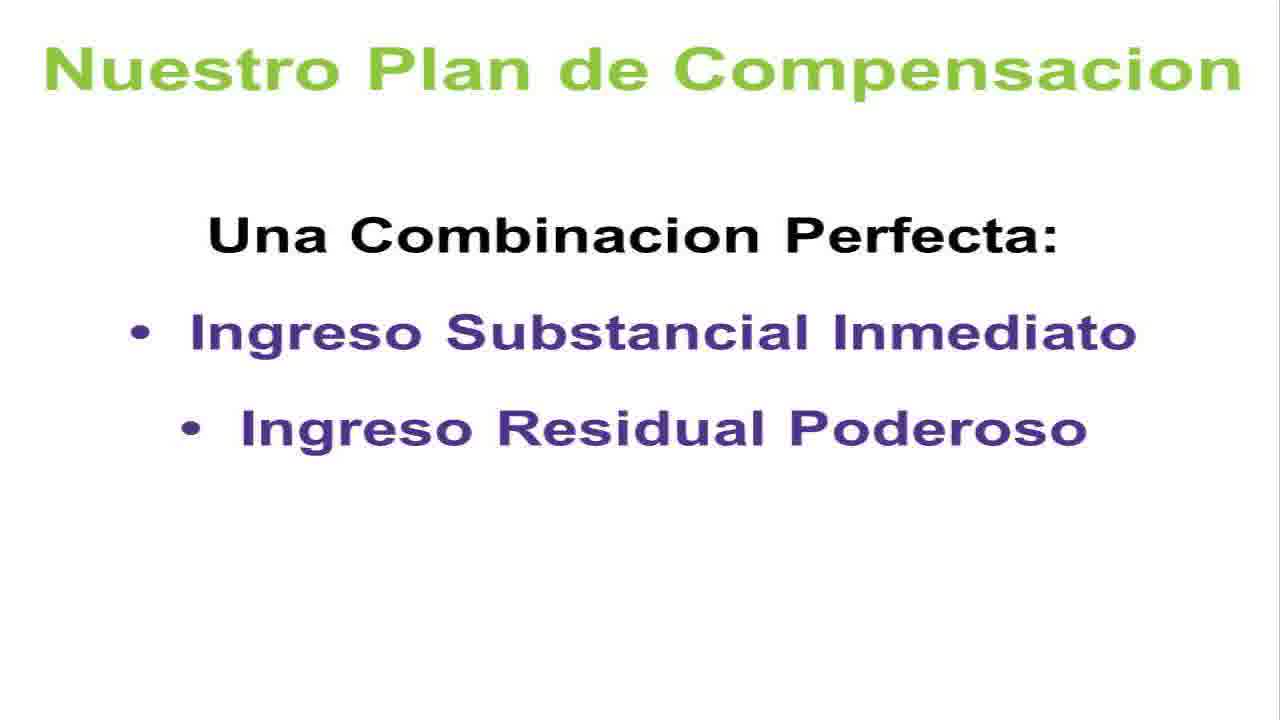 Nuestro Plan de Compensacion
Una Combinacion Perfecta:
• Ingreso Substancial Inmediato
• Ingreso Residual Poderoso